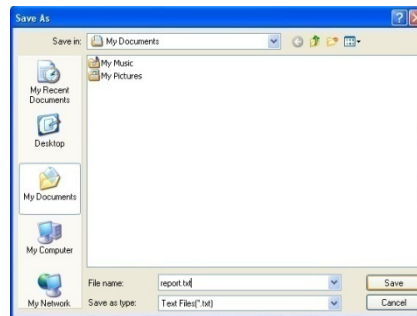 Save As
Save in: My Documents
My Recent Documents
Desktop
My Documents
My Computer
My Network
My Music
My Pictures
File name: report.txt Save
Save as type: Text Files(*.txt) Cancel